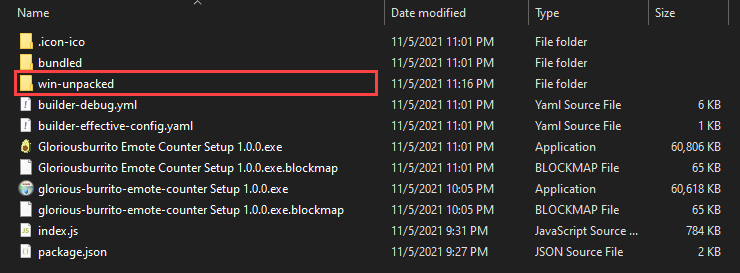 Name Date modified Type Size
.icon-ico 11/5/2021 11:01 PM File folder
bundled 11/5/2021 11:01 PM File folder
win-unpacked 11/5/2021 11:16 PM File folder
builder-debug.yml 11/5/2021 11:01 PM Yaml Source File 6 KB
builder-effective-config.yaml 11/5/2021 11:01 PM Yaml Source File 1 KB
Gloriousburrito Emote Counter Setup 1.0.0.exe 11/5/2021 11:01 PM Application 60,806 KB
Gloriousburrito Emote Counter Setup 1.0.0.exe.blockmap 11/5/2021 11:01 PM BLOCKMAP File 65 KB
glorious-burrito-emote-counter Setup 1.0.0.exe 11/5/2021 10:05 PM Application 60,618 KB
glorious-burrito-emote-counter Setup 1.0.0.exe.blockmap 11/5/2021 10:05 PM BLOCKMAP File 65 KB
index.js 11/5/2021 9:31 PM JavaScript Source ... 784 KB
package.json 11/5/2021 9:27 PM JSON Source File 2 KB